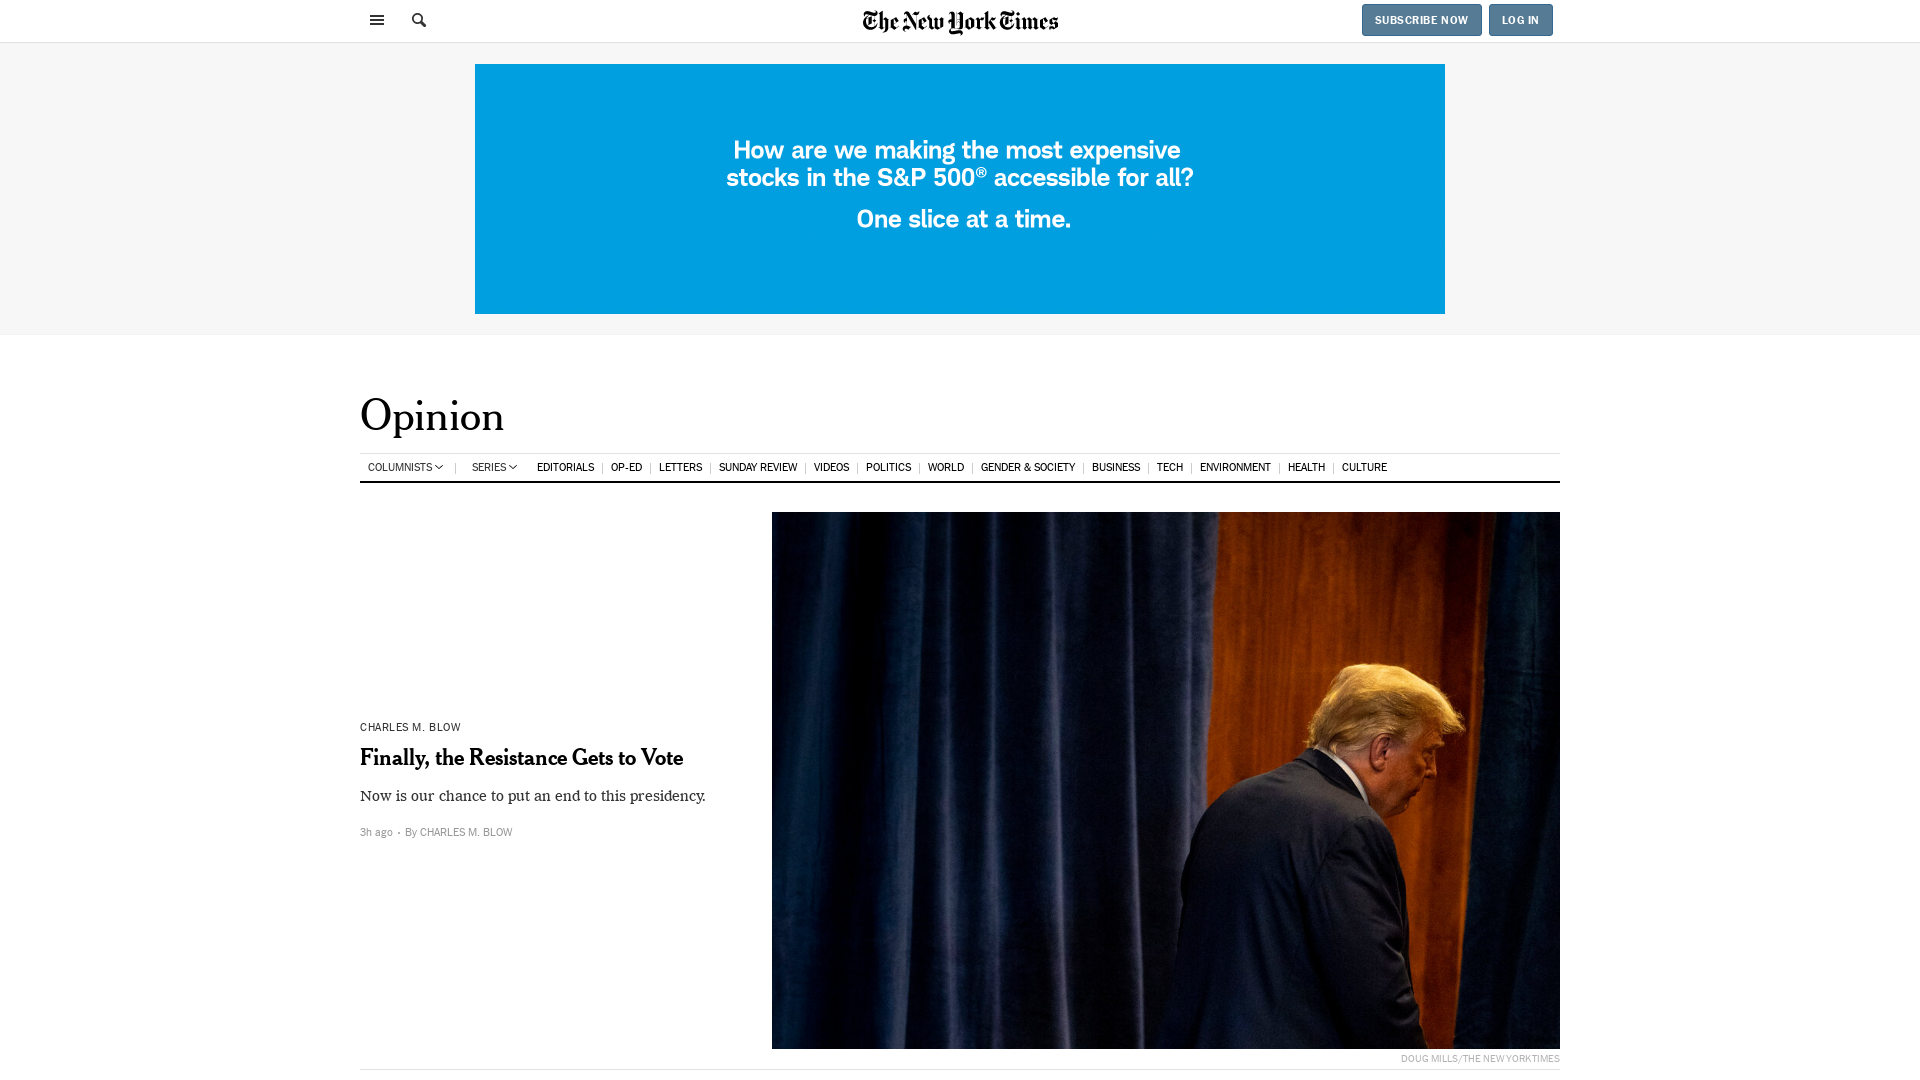 The New York Times
SUBSCRIBE NOW
LOG IN
How are we making the most expensive
stocks in the S&P 500® accessible for all?
One slice at a time.
Opinion
COLUMNISTS
SERIES
EDITORIALS
OP-ED
LETTERS
SUNDAY REVIEW
VIDEOS
POLITICS
WORLD
GENDER & SOCIETY
BUSINESS
TECH
ENVIRONMENT
HEALTH
CULTURE
CHARLES M. BLOW
Finally, the Resistance Gets to Vote
Now is our chance to put an end to this presidency.
3h ago · By CHARLES M. BLOW
DOUG MILLS/THE NEW YORK TIMES